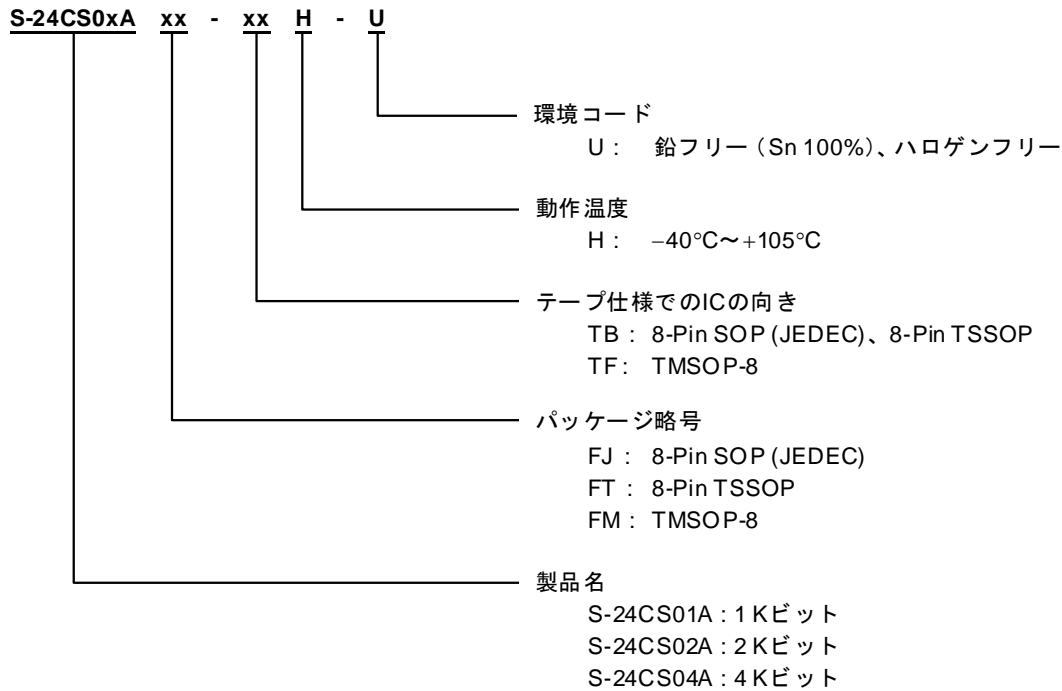 S-24CS0xA xx - xx H - U
環境コード
U : 鉛フリー（Sn 100%）、ハロゲンフリー
動作温度
H : −40°C～+105°C
テープ仕様でのICの向き
TB : 8-Pin SOP (JEDEC)、8-Pin TSSOP
TF : TMSOP-8
パッケージ略号
FJ : 8-Pin SOP (JEDEC)
FT : 8-Pin TSSOP
FM : TMSOP-8
製品名
S-24CS01A : 1 Kビット
S-24CS02A : 2 Kビット
S-24CS04A : 4 Kビット